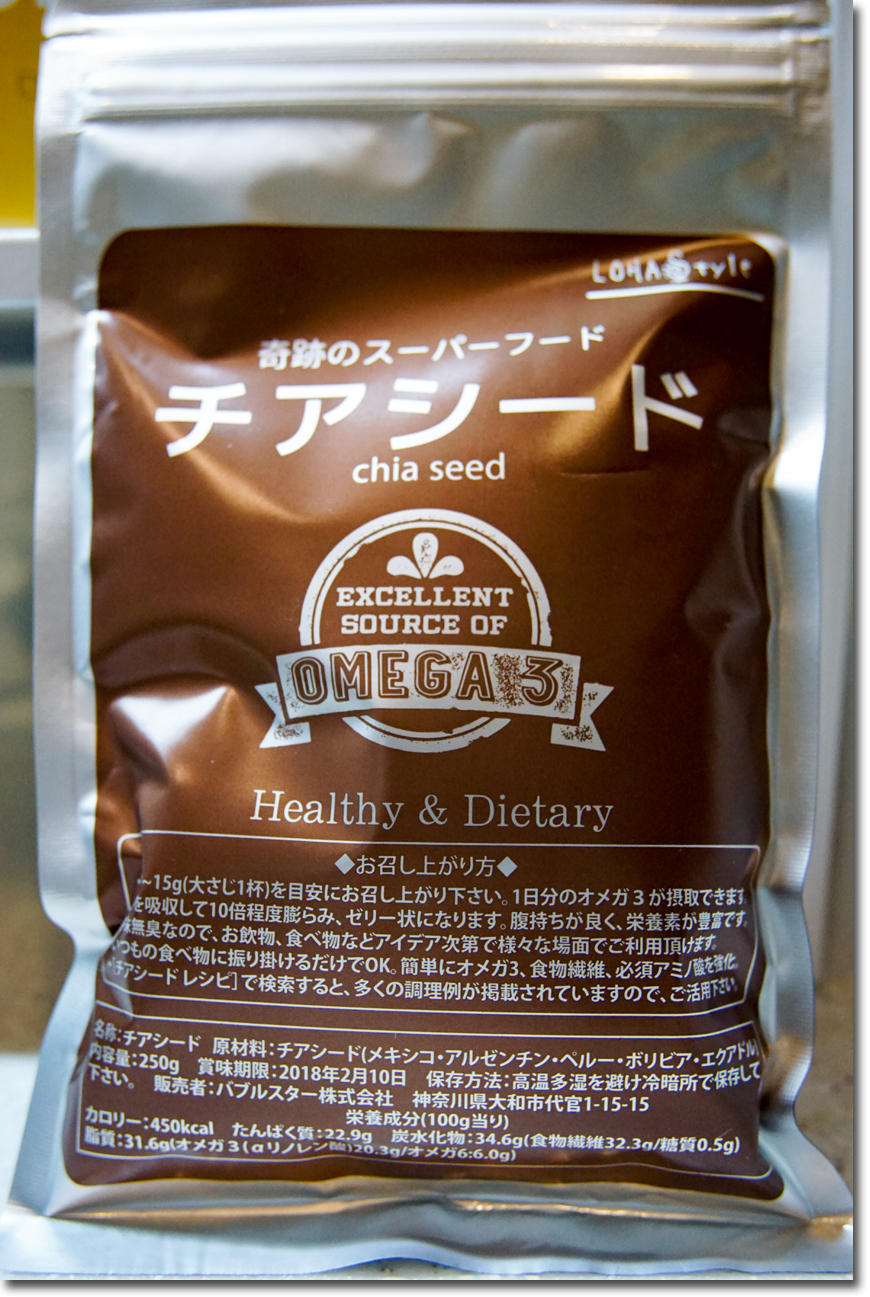 LOHAStyle
奇跡のスーパーフード
チアシード
chia seed
EXCELLENT
SOURCE OF
OMEGA 3
Healthy & Dietary
◆お召し上がり方◆
~15g(大さじ1杯)を目安にお召し上がり下さい。1日分のオメガ3が摂取できます。
を吸収して10倍程度膨らみ、ゼリー状になります。腹持ちが良く、栄養素が豊富です。
味無臭なので、お飲物、食べ物などアイデア次第で様々な場面でご利用頂けます。
いつもの食べ物に振り掛けるだけでOK。簡単にオメガ3、食物繊維、必須アミノ酸を強化。
[チアシード レシピ]で検索すると、多くの調理例が掲載されていますので、ご活用下さい。
名称：チアシード 原材料：チアシード(メキシコ・アルゼンチン・ペルー・ボリビア・エクアドル)
内容量：250g 賞味期限：2018年2月10日 保存方法：高温多湿を避け冷暗所で保存して
下さい。 販売者：バブルスター株式会社 神奈川県大和市代官1-15-15
栄養成分(100g当り)
カロリー：450kcal たんぱく質：22.9g 炭水化物：34.6g(食物繊維32.3g/糖質0.5g)
脂質：31.6g(オメガ3(αリノレン酸)20.3g/オメガ6:6.0g)